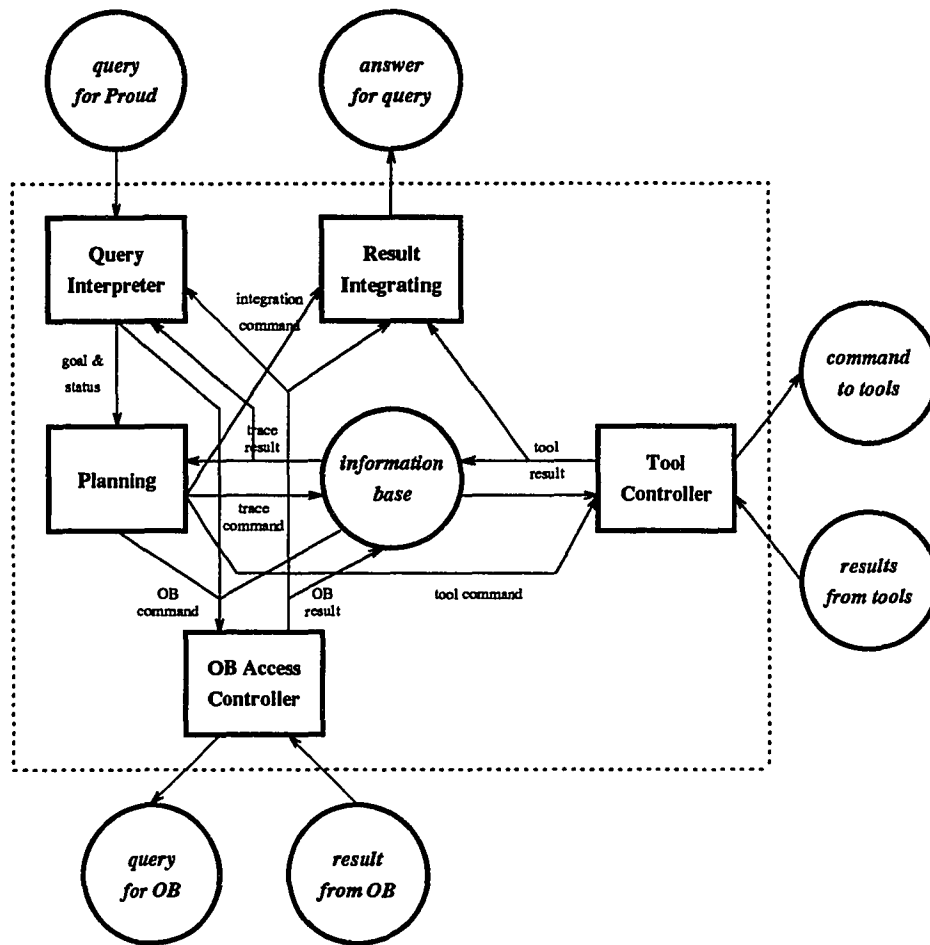 query
for Proud
answer
for query
Query
Interpreter
Result
Integrating
integration
command
goal &
status
command
to tools
trace
result
information
base
tool
result
Planning
Tool
Controller
trace
command
OB
command
OB
result
tool command
results
from tools
OB Access
Controller
query
for OB
result
from OB